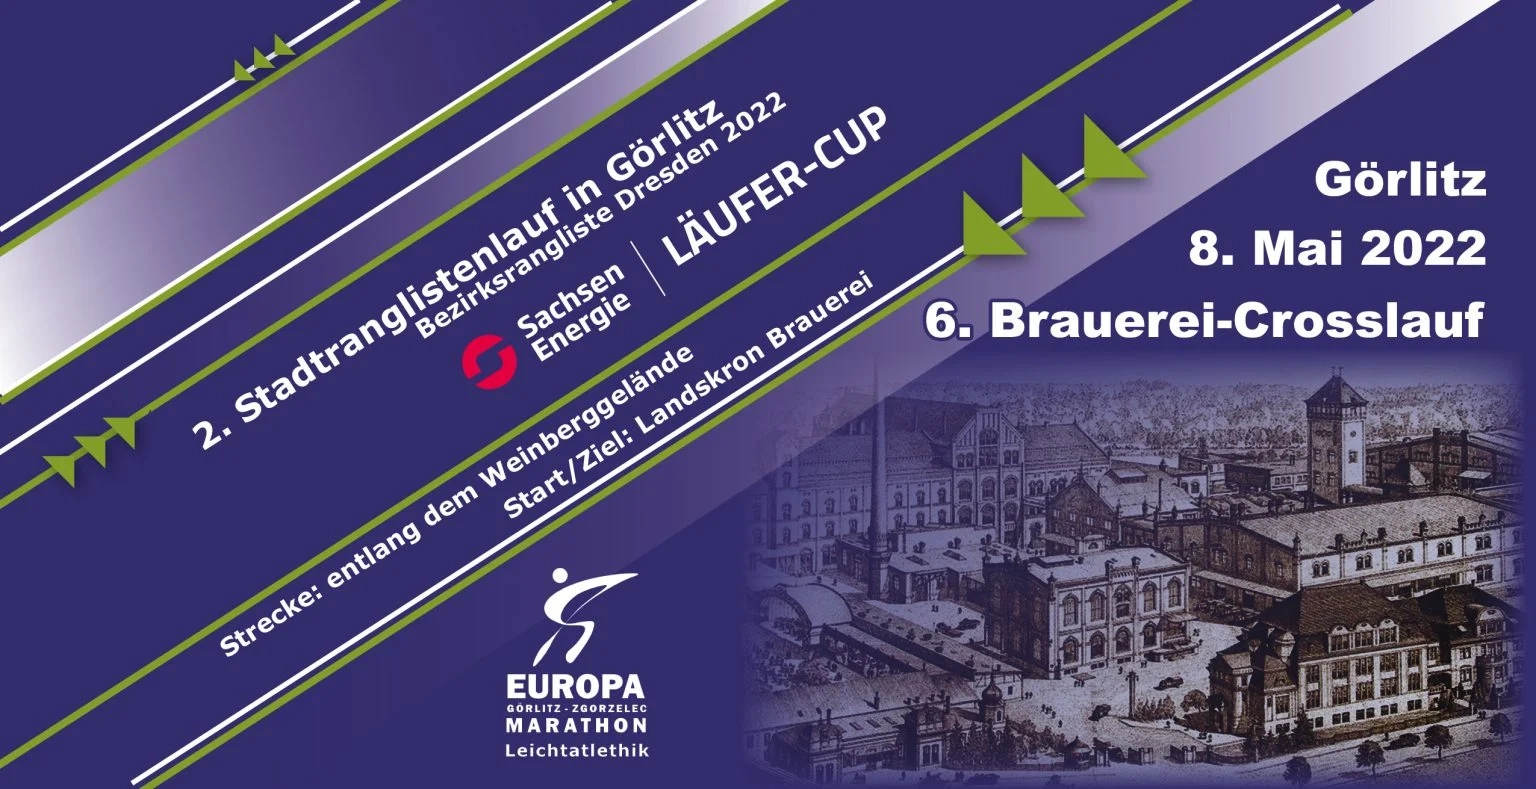 2. Stadtranglistenlauf in Görlitz
Bezirksrangliste Dresden 2022
Sachsen
Energie
LÄUFER-CUP
Strecke: entlang dem Weinberggelände
Start/Ziel: Landskron Brauerei
Görlitz
8. Mai 2022
6. Brauerei-Crosslauf
EUROPA
GÖRLITZ - ZGORZELEC
MARATHON
Leichtatlethik